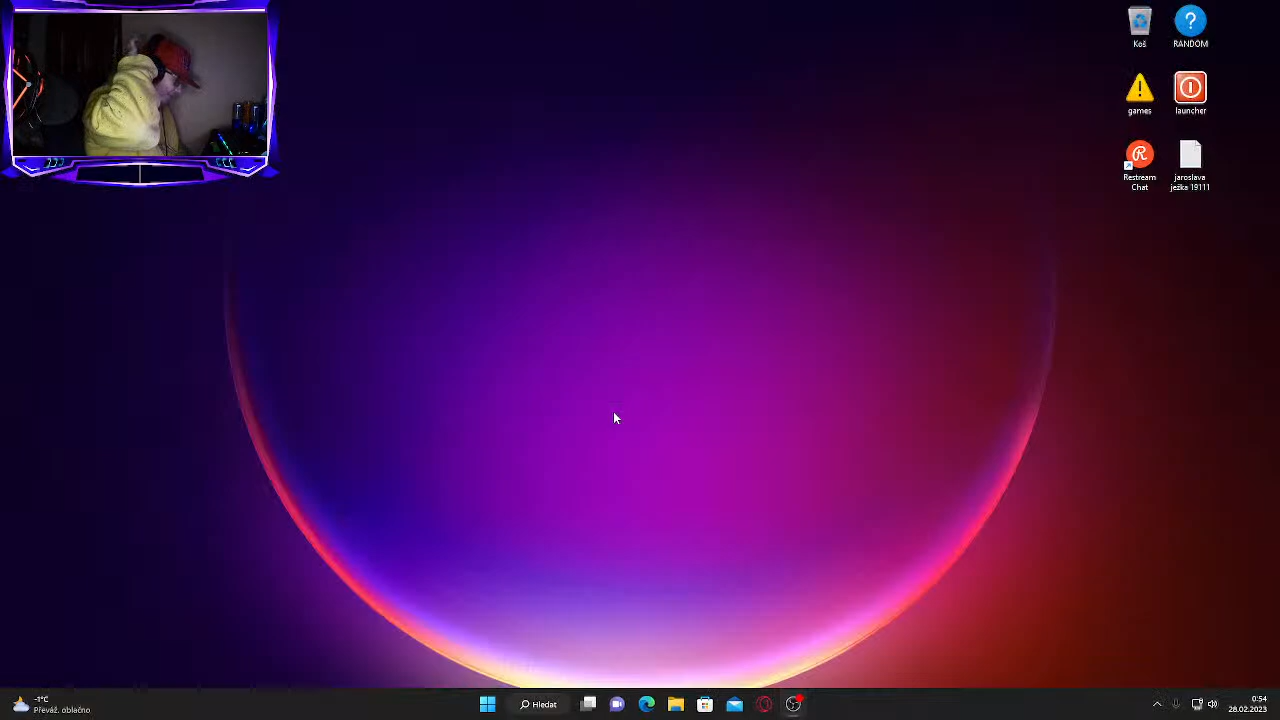 Koš
RANDOM
games
launcher
Restream
Chat
jaroslava
ježka 19111
-1°C
Převáž. oblačno
Hledat
0:54
28.02.2023